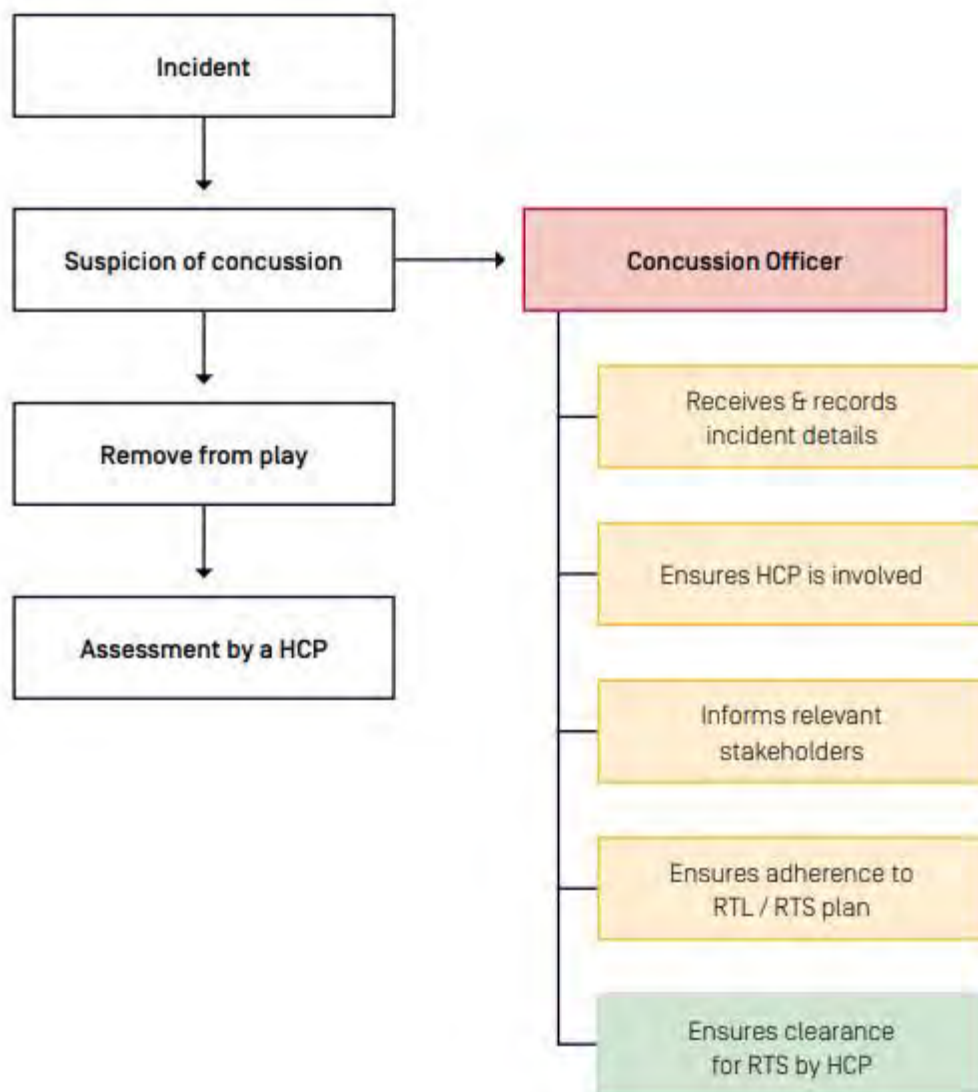 Incident
Suspicion of concussion
Concussion Officer
Remove from play
Assessment by a HCP
Receives & records
incident details
Ensures HCP is involved
Informs relevant
stakeholders
Ensures adherence to
RTL / RTS plan
Ensures clearance
for RTS by HCP